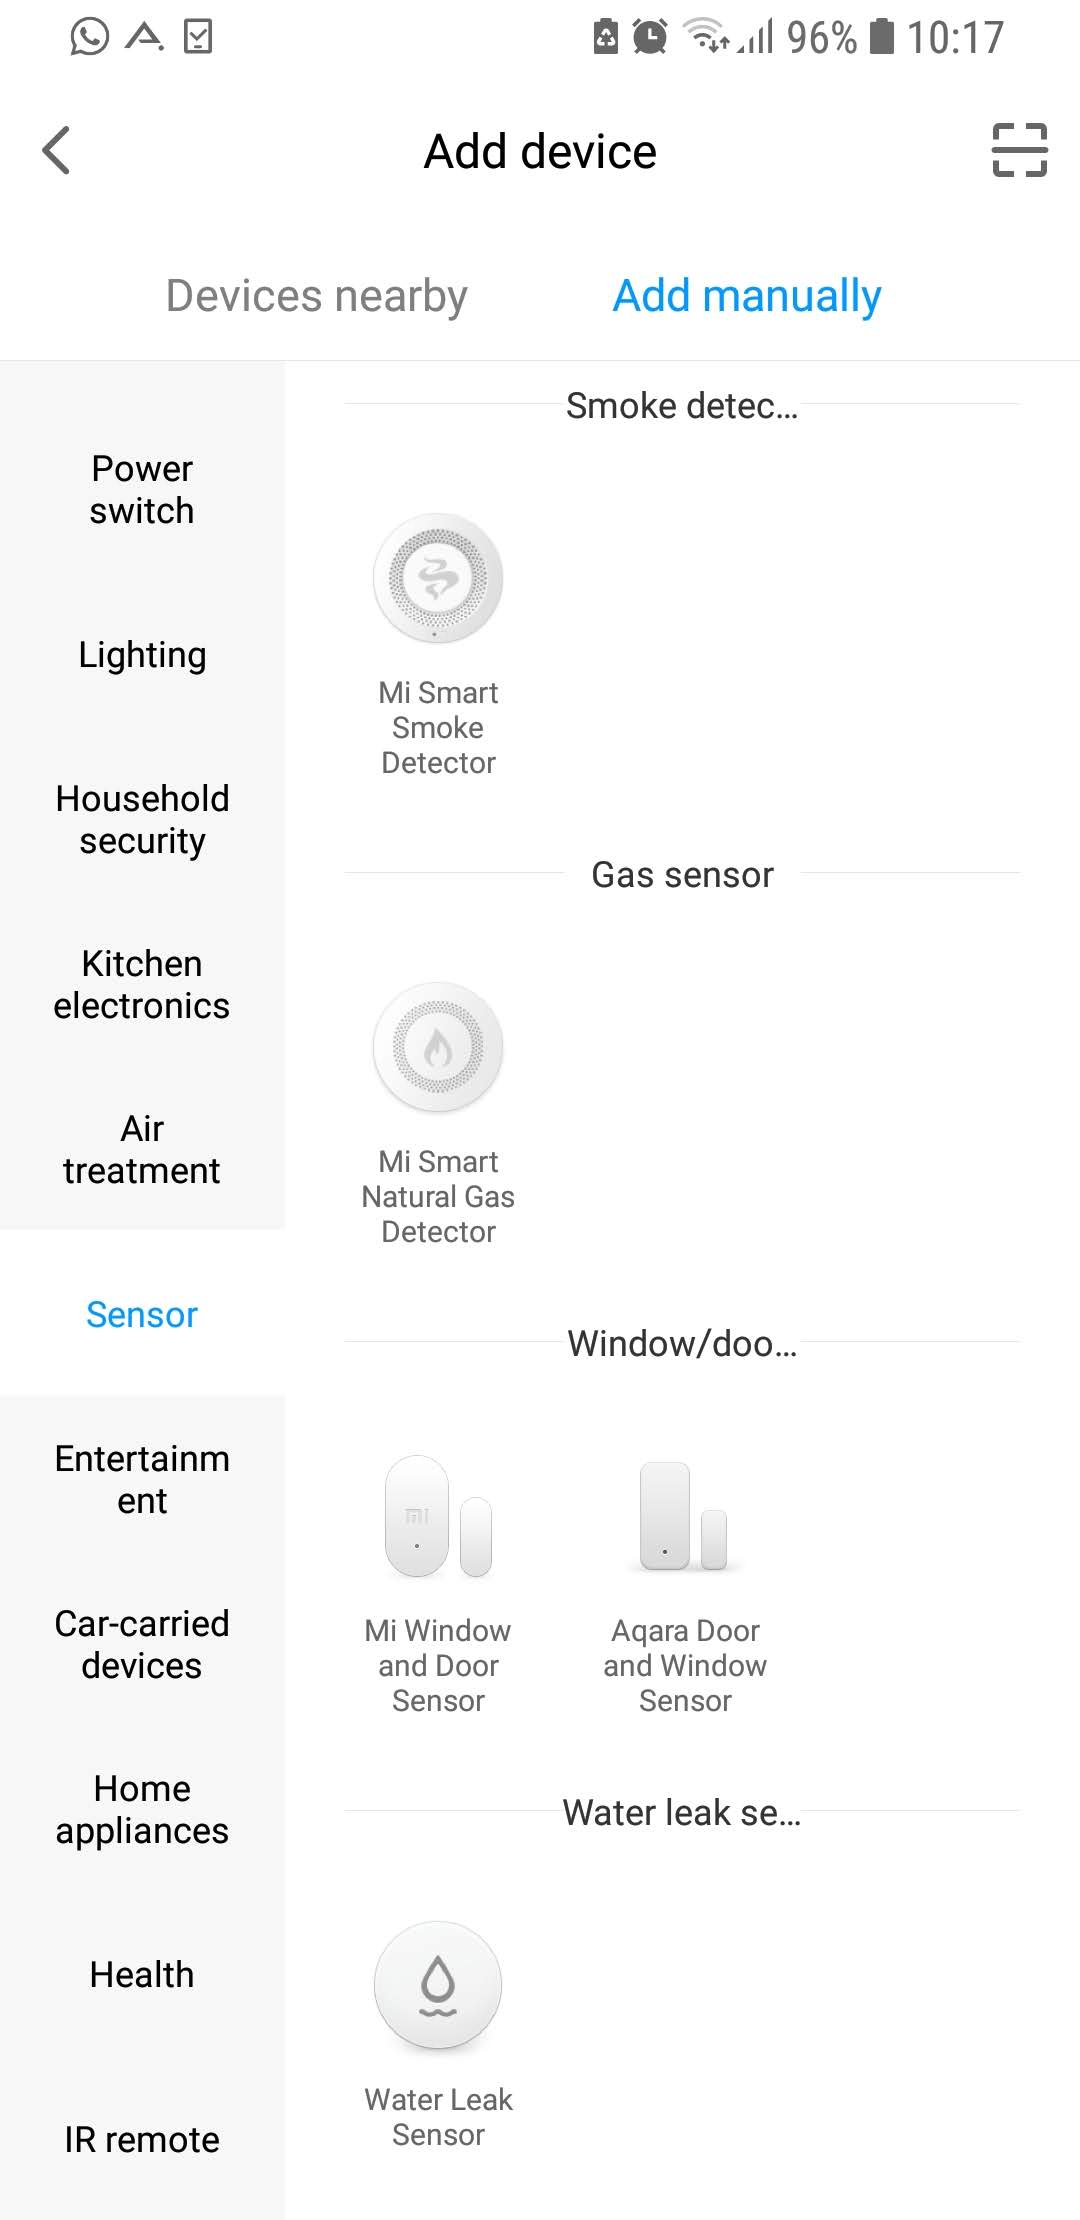 96% 10:17
Add device
Devices nearby Add manually
Power
switch
Lighting
Household
security
Kitchen
electronics
Air
treatment
Sensor
Entertainm
ent
Car-carried
devices
Home
appliances
Health
IR remote
Smoke detec...
Mi Smart
Smoke
Detector
Gas sensor
Mi Smart
Natural Gas
Detector
Window/doo...
MI
Mi Window
and Door
Sensor
Aqara Door
and Window
Sensor
Water leak se...
Water Leak
Sensor